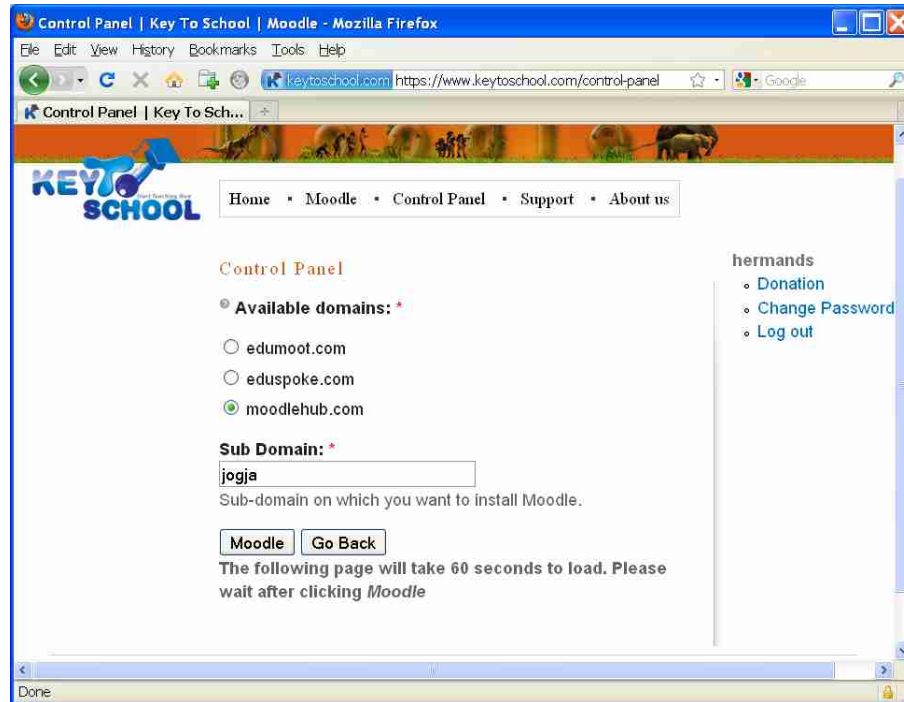 Control Panel | Key To School | Moodle - Mozilla Firefox
File Edit View History Bookmarks Tools Help
keytoschool.com https://www.keytoschool.com/control-panel Google
Control Panel | Key To Sch...
KEY TO
SCHOOL
Home ▪ Moodle ▪ Control Panel ▪ Support ▪ About us
Control Panel
Available domains: *
edumoot.com
eduspoke.com
moodlehub.com
Sub Domain: *
jogja
Sub-domain on which you want to install Moodle.
Moodle Go Back
The following page will take 60 seconds to load. Please
wait after clicking Moodle
hermands
Donation
Change Password
Log out
Done